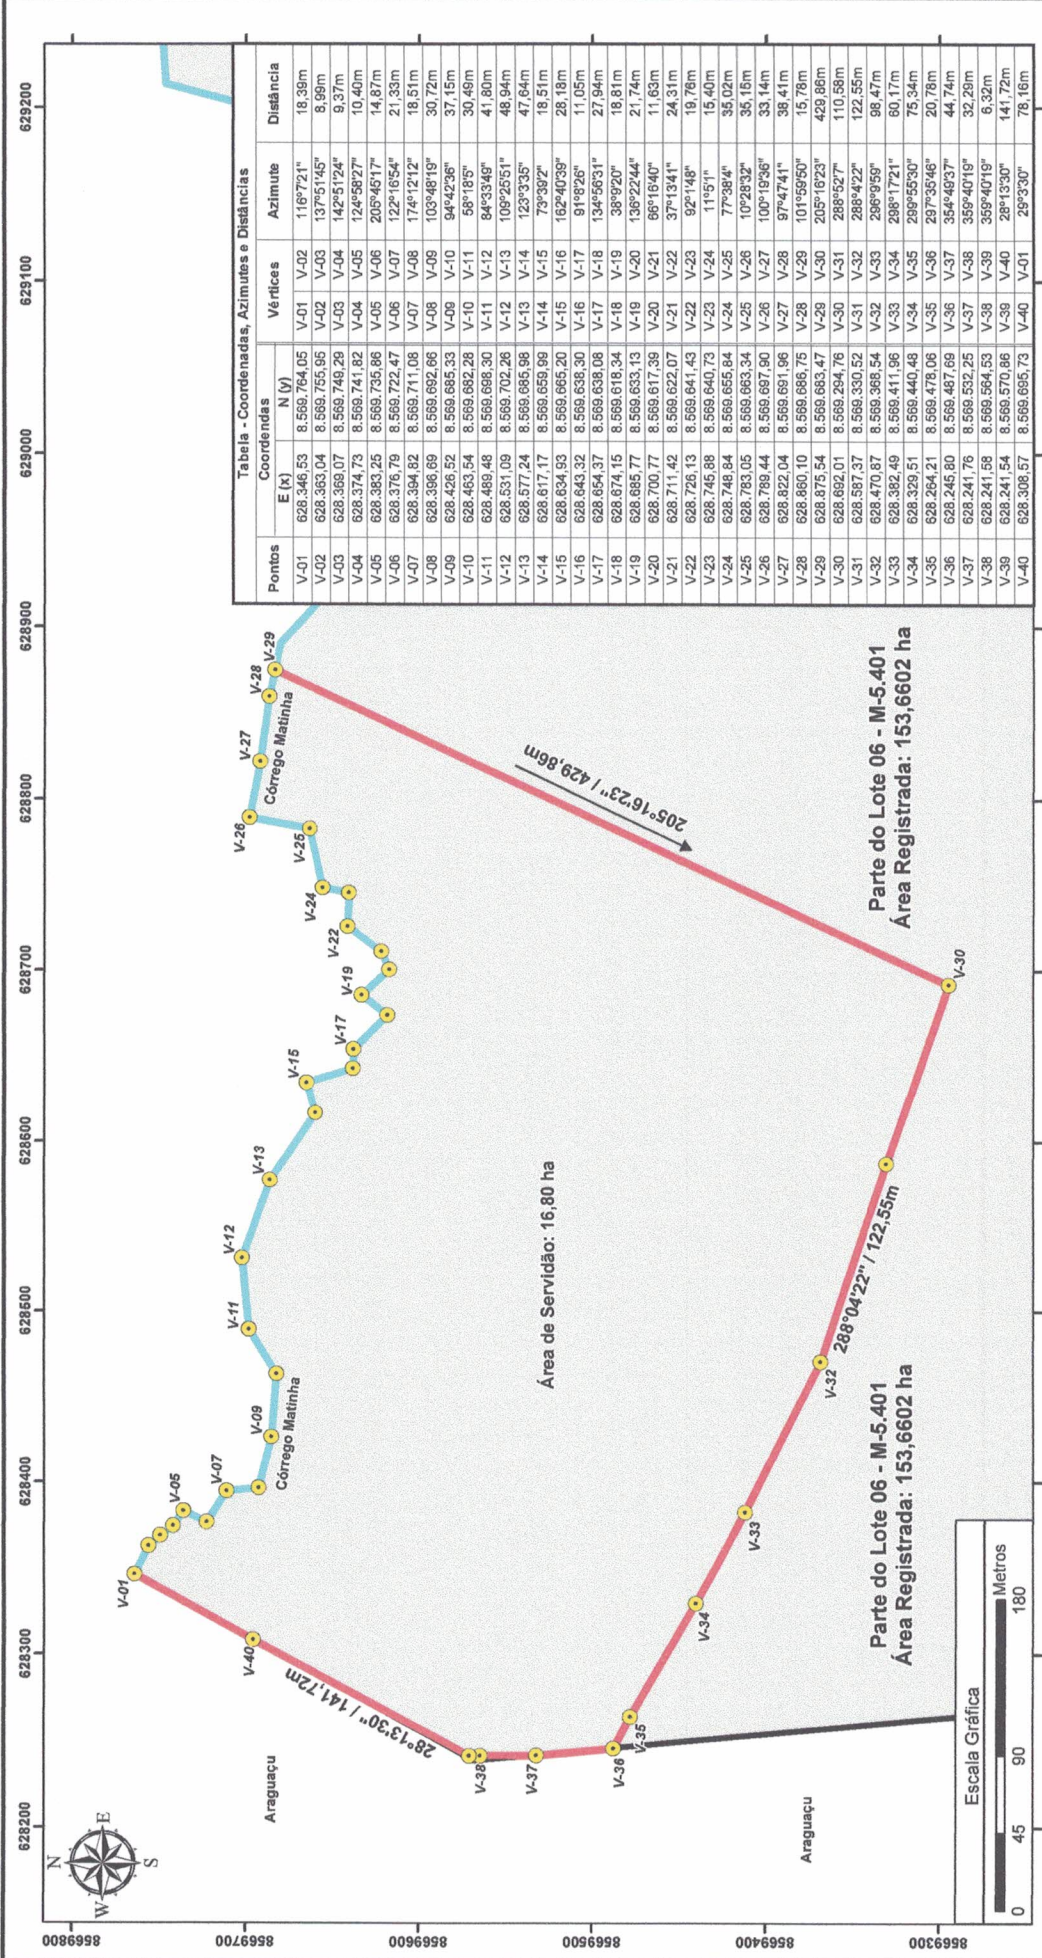 628200 628300 628400 628500 628600 628700 628800 628900 629000 629100 629200
8569800
8569700
8569600
8569500
8569400
8569300
N
W E
S
Araguaçu
Araguaçu
V-01
V-05
V-07
V-09
Córrego Matinha
V-11
V-12
V-13
V-15
V-17
V-19
V-22
V-24
V-25
V-26
V-27
V-28
V-29
Córrego Matinha
V-30
V-32
V-33
V-34
V-35
V-36
V-37
V-38
V-40
28°13'30" / 141,72m
205°16'23" / 429,86m
288°04'22" / 122,55m
Área de Servidão: 16,80 ha
Parte do Lote 06 - M-5.401
Área Registrada: 153,6602 ha
Parte do Lote 06 - M-5.401
Área Registrada: 153,6602 ha
Escala Gráfica
0 45 90 180 Metros
Tabela - Coordenadas, Azimutes e Distâncias
Pontos Coordendas Vértices Azimute Distância
E (x) N (y)
V-01 628.346,53 8.569.764,05 V-01 V-02 116°7'21" 18,39m
V-02 628.363,04 8.569.755,95 V-02 V-03 137°51'45" 8,99m
V-03 628.369,07 8.569.749,29 V-03 V-04 142°51'24" 9,37m
V-04 628.374,73 8.569.741,82 V-04 V-05 124°58'27" 10,40m
V-05 628.383,25 8.569.735,86 V-05 V-06 205°45'17" 14,87m
V-06 628.376,79 8.569.722,47 V-06 V-07 122°16'54" 21,33m
V-07 628.394,82 8.569.711,08 V-07 V-08 174°12'12" 18,51m
V-08 628.396,69 8.569.692,66 V-08 V-09 103°48'19" 30,72m
V-09 628.426,52 8.569.685,33 V-09 V-10 94°42'36" 37,15m
V-10 628.463,54 8.569.682,28 V-10 V-11 58°18'5" 30,49m
V-11 628.489,48 8.569.698,30 V-11 V-12 84°33'49" 41,80m
V-12 628.531,09 8.569.702,26 V-12 V-13 109°25'51" 48,94m
V-13 628.577,24 8.569.685,98 V-13 V-14 123°3'35" 47,64m
V-14 628.617,17 8.569.659,99 V-14 V-15 73°39'2" 18,51m
V-15 628.634,93 8.569.665,20 V-15 V-16 162°40'39" 28,18m
V-16 628.643,32 8.569.638,30 V-16 V-17 91°8'26" 11,05m
V-17 628.654,37 8.569.638,08 V-17 V-18 134°56'31" 27,94m
V-18 628.674,15 8.569.618,34 V-18 V-19 38°9'20" 18,81m
V-19 628.685,77 8.569.633,13 V-19 V-20 136°22'44" 21,74m
V-20 628.700,77 8.569.617,39 V-20 V-21 66°16'40" 11,63m
V-21 628.711,42 8.569.622,07 V-21 V-22 37°13'41" 24,31m
V-22 628.726,13 8.569.641,43 V-22 V-23 92°1'48" 19,76m
V-23 628.745,88 8.569.640,73 V-23 V-24 11°5'1" 15,40m
V-24 628.748,84 8.569.655,84 V-24 V-25 77°38'4" 35,02m
V-25 628.783,05 8.569.663,34 V-25 V-26 10°28'32" 35,15m
V-26 628.789,44 8.569.697,90 V-26 V-27 100°19'36" 33,14m
V-27 628.822,04 8.569.691,96 V-27 V-28 97°47'41" 38,41m
V-28 628.860,10 8.569.686,75 V-28 V-29 101°59'50" 15,78m
V-29 628.875,54 8.569.683,47 V-29 V-30 205°16'23" 429,86m
V-30 628.692,01 8.569.294,76 V-30 V-31 288°52'7" 110,58m
V-31 628.587,37 8.569.330,52 V-31 V-32 288°4'22" 122,55m
V-32 628.470,87 8.569.368,54 V-32 V-33 296°9'59" 98,47m
V-33 628.382,49 8.569.411,96 V-33 V-34 298°17'21" 60,17m
V-34 628.329,51 8.569.440,48 V-34 V-35 299°55'30" 75,34m
V-35 628.264,21 8.569.478,06 V-35 V-36 297°35'46" 20,78m
V-36 628.245,80 8.569.487,69 V-36 V-37 354°49'37" 44,74m
V-37 628.241,76 8.569.532,25 V-37 V-38 359°40'19" 32,29m
V-38 628.241,58 8.569.564,53 V-38 V-39 359°40'19" 6,32m
V-39 628.241,54 8.569.570,86 V-39 V-40 28°13'30" 141,72m
V-40 628.308,57 8.569.695,73 V-40 V-01 29°3'30" 78,16m